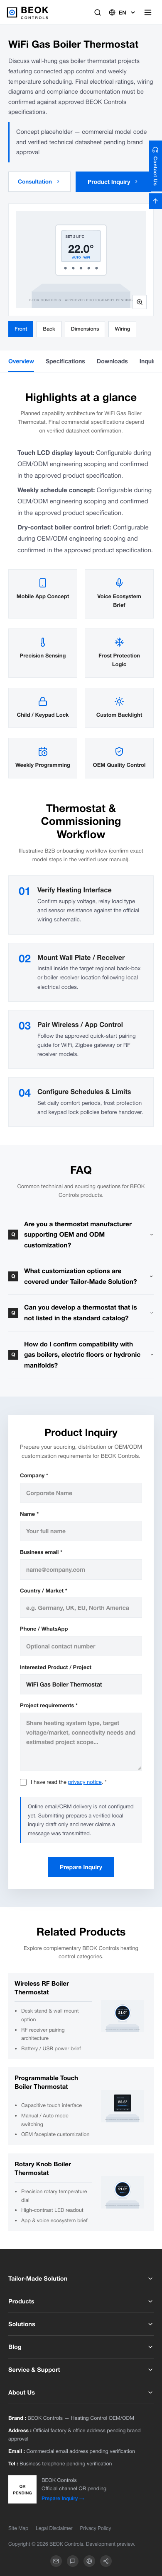 BEOK
CONTROLS
EN
WiFi Gas Boiler Thermostat
Discuss wall-hung gas boiler thermostat projects
featuring connected app control and weekly
temperature scheduling. Final electrical ratings, wiring
diagrams and combustion compatibility must be
confirmed against approved BEOK Controls
specifications.
Concept placeholder — commercial model code
and verified technical datasheet pending brand
approval
Consultation
Product Inquiry
Contact Us
SET 21.0°C
22.0°
AUTO · WIFI
BEOK CONTROLS · APPROVED PHOTOGRAPHY PENDING
Front
Back
Dimensions
Wiring
Overview
Specifications
Downloads
Inqui
Highlights at a glance
Planned capability architecture for WiFi Gas Boiler
Thermostat. Final commercial specifications depend
on verified datasheet confirmation.
Touch LCD display layout: Configurable during
OEM/ODM engineering scoping and confirmed
in the approved product specification.
Weekly schedule concept: Configurable during
OEM/ODM engineering scoping and confirmed
in the approved product specification.
Dry-contact boiler control brief: Configurable
during OEM/ODM engineering scoping and
confirmed in the approved product specification.
Mobile App Concept
Voice Ecosystem
Brief
Precision Sensing
Frost Protection
Logic
Child / Keypad Lock
Custom Backlight
Weekly Programming
OEM Quality Control
Thermostat &
Commissioning
Workflow
Illustrative B2B onboarding workflow (confirm exact
model steps in the verified user manual).
01
Verify Heating Interface
Confirm supply voltage, relay load type
and sensor resistance against the official
wiring schematic.
02
Mount Wall Plate / Receiver
Install inside the target regional back-box
or boiler receiver location following local
electrical codes.
03
Pair Wireless / App Control
Follow the approved quick-start pairing
guide for WiFi, Zigbee gateway or RF
receiver models.
04
Configure Schedules & Limits
Set daily comfort periods, frost protection
and keypad lock policies before handover.
FAQ
Common technical and sourcing questions for BEOK
Controls products.
Q
Are you a thermostat manufacturer
supporting OEM and ODM
customization?
Q
What customization options are
covered under Tailor-Made Solution?
Q
Can you develop a thermostat that is
not listed in the standard catalog?
Q
How do I confirm compatibility with
gas boilers, electric floors or hydronic
manifolds?
Product Inquiry
Prepare your sourcing, distribution or OEM/ODM
customization requirements for BEOK Controls.
Company *
Corporate Name
Name *
Your full name
Business email *
name@company.com
Country / Market *
e.g. Germany, UK, EU, North America
Phone / WhatsApp
Optional contact number
Interested Product / Project
WiFi Gas Boiler Thermostat
Project requirements *
Share heating system type, target
voltage/market, connectivity needs and
estimated project scope...
I have read the privacy notice. *
Online email/CRM delivery is not configured
yet. Submitting prepares a verified local
inquiry draft only and never claims a
message was transmitted.
Prepare Inquiry
Related Products
Explore complementary BEOK Controls heating
control categories.
Wireless RF Boiler
Thermostat
Desk stand & wall mount
option
RF receiver pairing
architecture
Battery / USB power brief
Programmable Touch
Boiler Thermostat
Capacitive touch interface
Manual / Auto mode
switching
OEM faceplate customization
Rotary Knob Boiler
Thermostat
Precision rotary temperature
dial
High-contrast LED readout
App & voice ecosystem brief
Tailor-Made Solution
Products
Solutions
Blog
Service & Support
About Us
Brand : BEOK Controls — Heating Control OEM/ODM
Address : Official factory & office address pending brand
approval
Email : Commercial email address pending verification
Tel : Business telephone pending verification
QR
PENDING
BEOK Controls
Official channel QR pending
Prepare Inquiry →
Site Map
Legal Disclaimer
Privacy Policy
Copyright © 2026 BEOK Controls. Development preview.